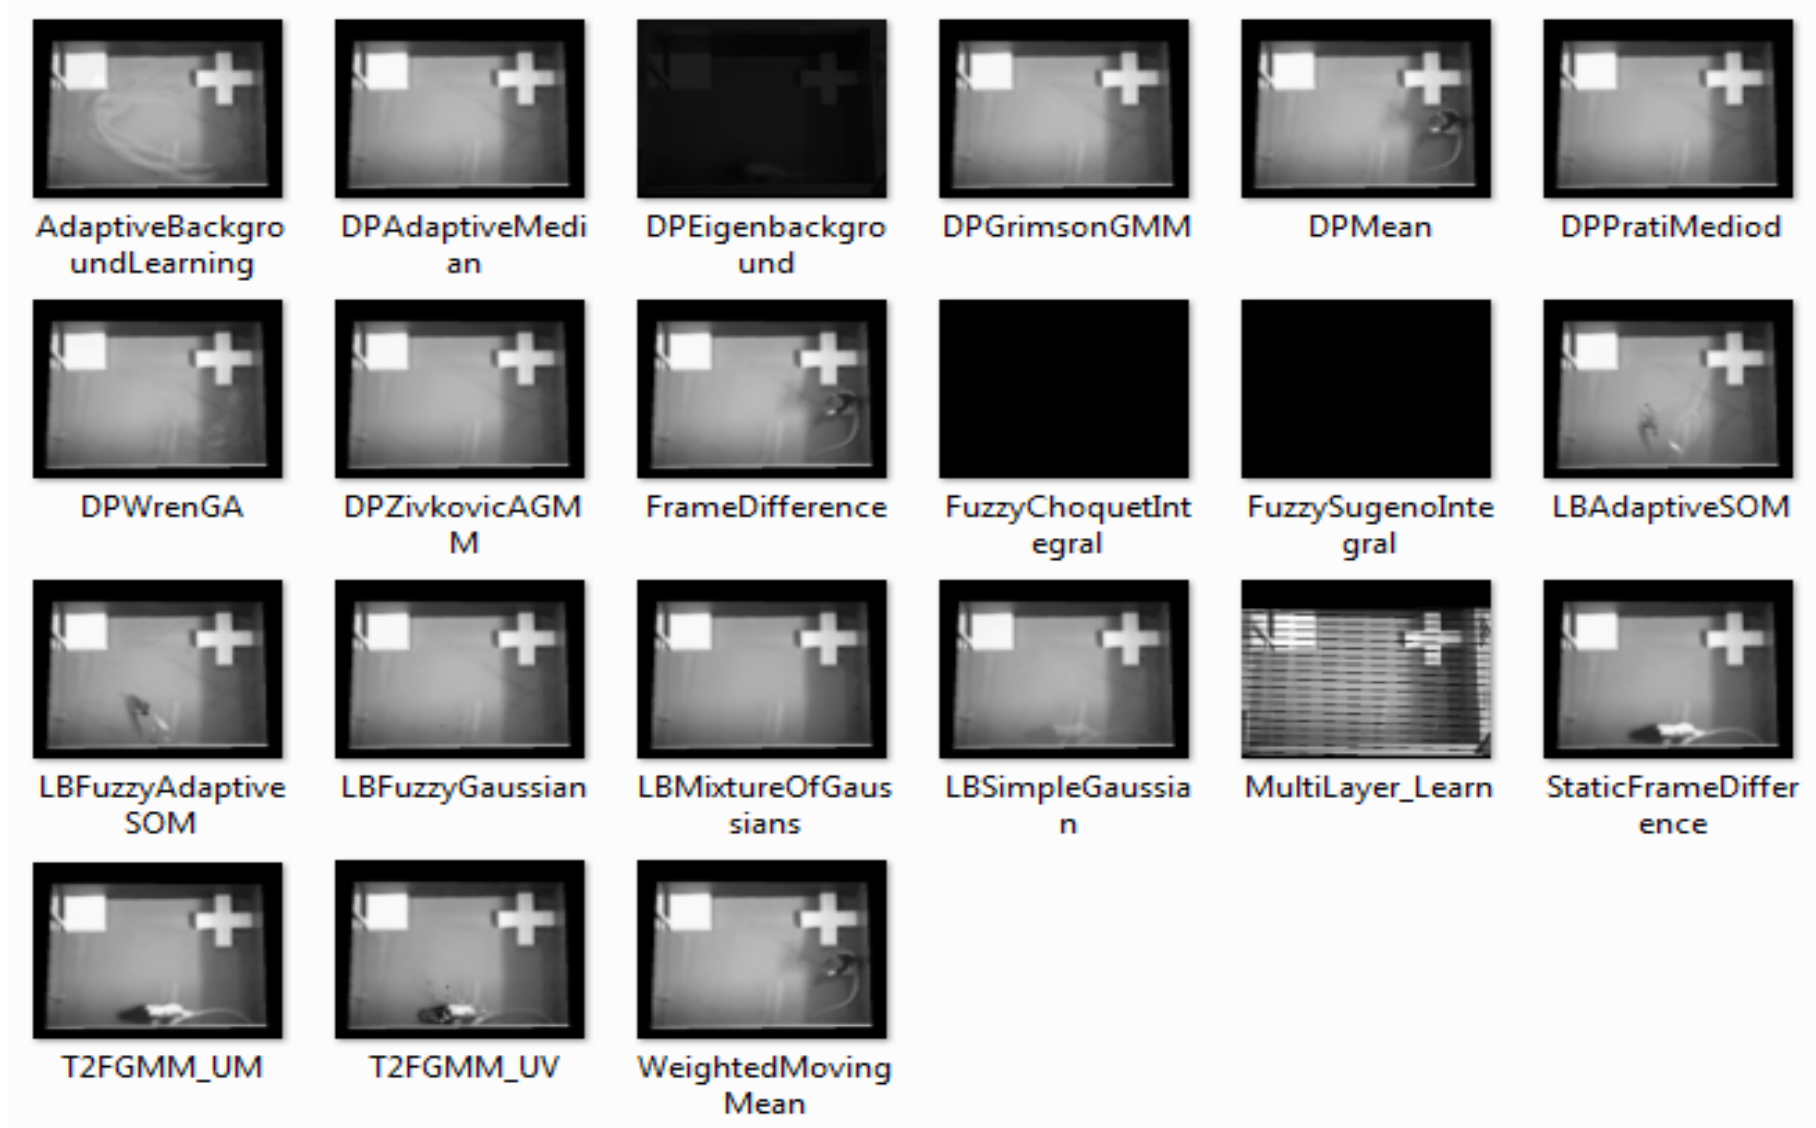 AdaptiveBackgro
undLearning
DPAdaptiveMedi
an
DPEigenbackgro
und
DPGrimsonGMM
DPMean
DPPratiMediod
DPWrenGA
DPZivkovicAGM
M
FrameDifference
FuzzyChoquetInt
egral
FuzzySugenoInte
gral
LBAdaptiveSOM
LBFuzzyAdaptive
SOM
LBFuzzyGaussian
LBMixtureOfGaus
sians
LBSimpleGaussia
n
MultiLayer_Learn
StaticFrameDiffer
ence
T2FGMM_UM
T2FGMM_UV
WeightedMoving
Mean